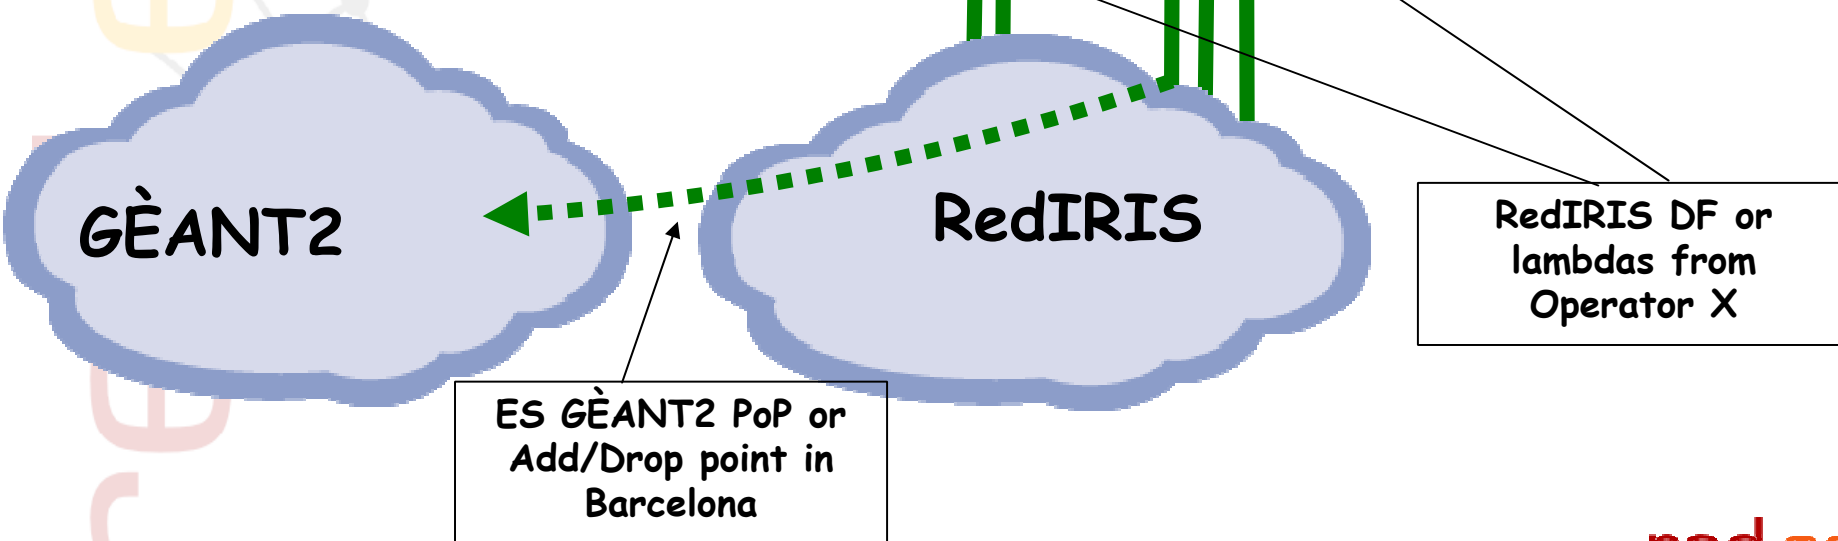 GÈANT2
RedIRIS
RedIRIS DF or
lambdas from
Operator X
ES GÈANT2 PoP or
Add/Drop point in
Barcelona